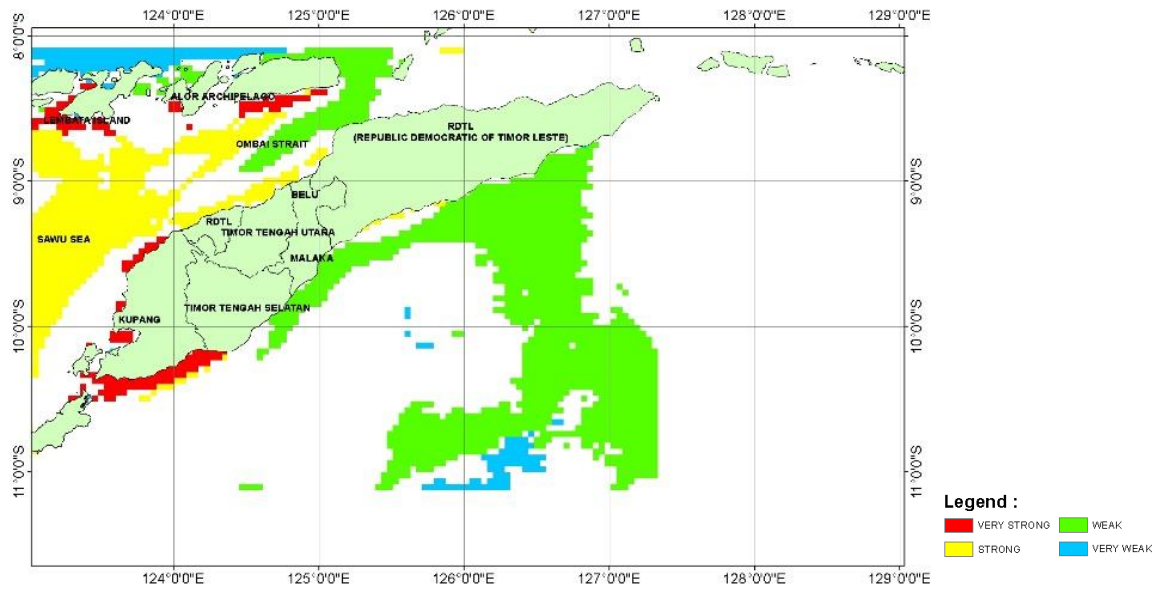 124°0'0"E 125°0'0"E 126°0'0"E 127°0'0"E 128°0'0"E 129°0'0"E
8°0'0"S
8°0'0"S
ALOR ARCHIPELAGO
LEMBATA ISLAND
RDTL
(REPUBLIC DEMOCRATIC OF TIMOR LESTE)
OMBAI STRAIT
9°0'0"S
9°0'0"S
BELU
RDTL
TIMOR TENGAH UTARA
SAWU SEA
MALAKA
TIMOR TENGAH SELATAN
KUPANG
10°0'0"S
10°0'0"S
11°0'0"S
11°0'0"S
124°0'0"E 125°0'0"E 126°0'0"E 127°0'0"E 128°0'0"E 129°0'0"E
Legend :
VERY STRONG WEAK
STRONG VERY WEAK